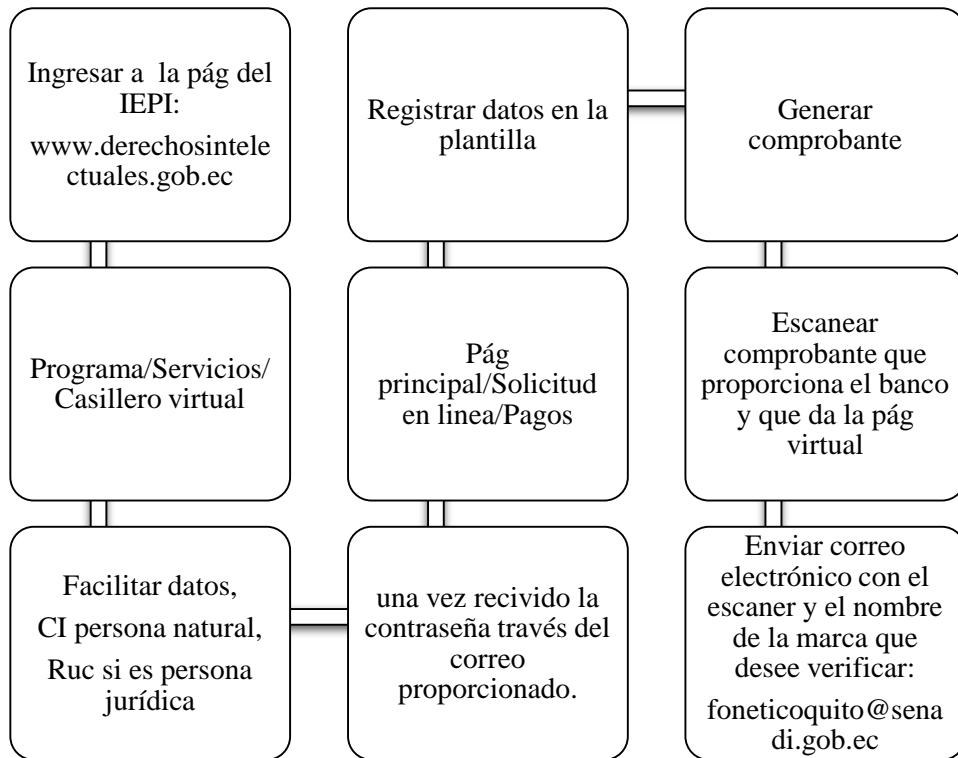 Ingresar a la pág del
IEPI:
www.derechosintele
ctuales.gob.ec
Programa/Servicios/
Casillero virtual
Facilitar datos,
CI persona natural,
Ruc si es persona
jurídica
una vez recivido la
contraseña través del
correo
proporcionado.
Pág
principal/Solicitud
en linea/Pagos
Registrar datos en la
plantilla
Generar
comprobante
Escanear
comprobante que
proporciona el banco
y que da la pág
virtual
Enviar correo
electrónico con el
escaner y el nombre
de la marca que
desee verificar:
foneticoquito@sena
di.gob.ec